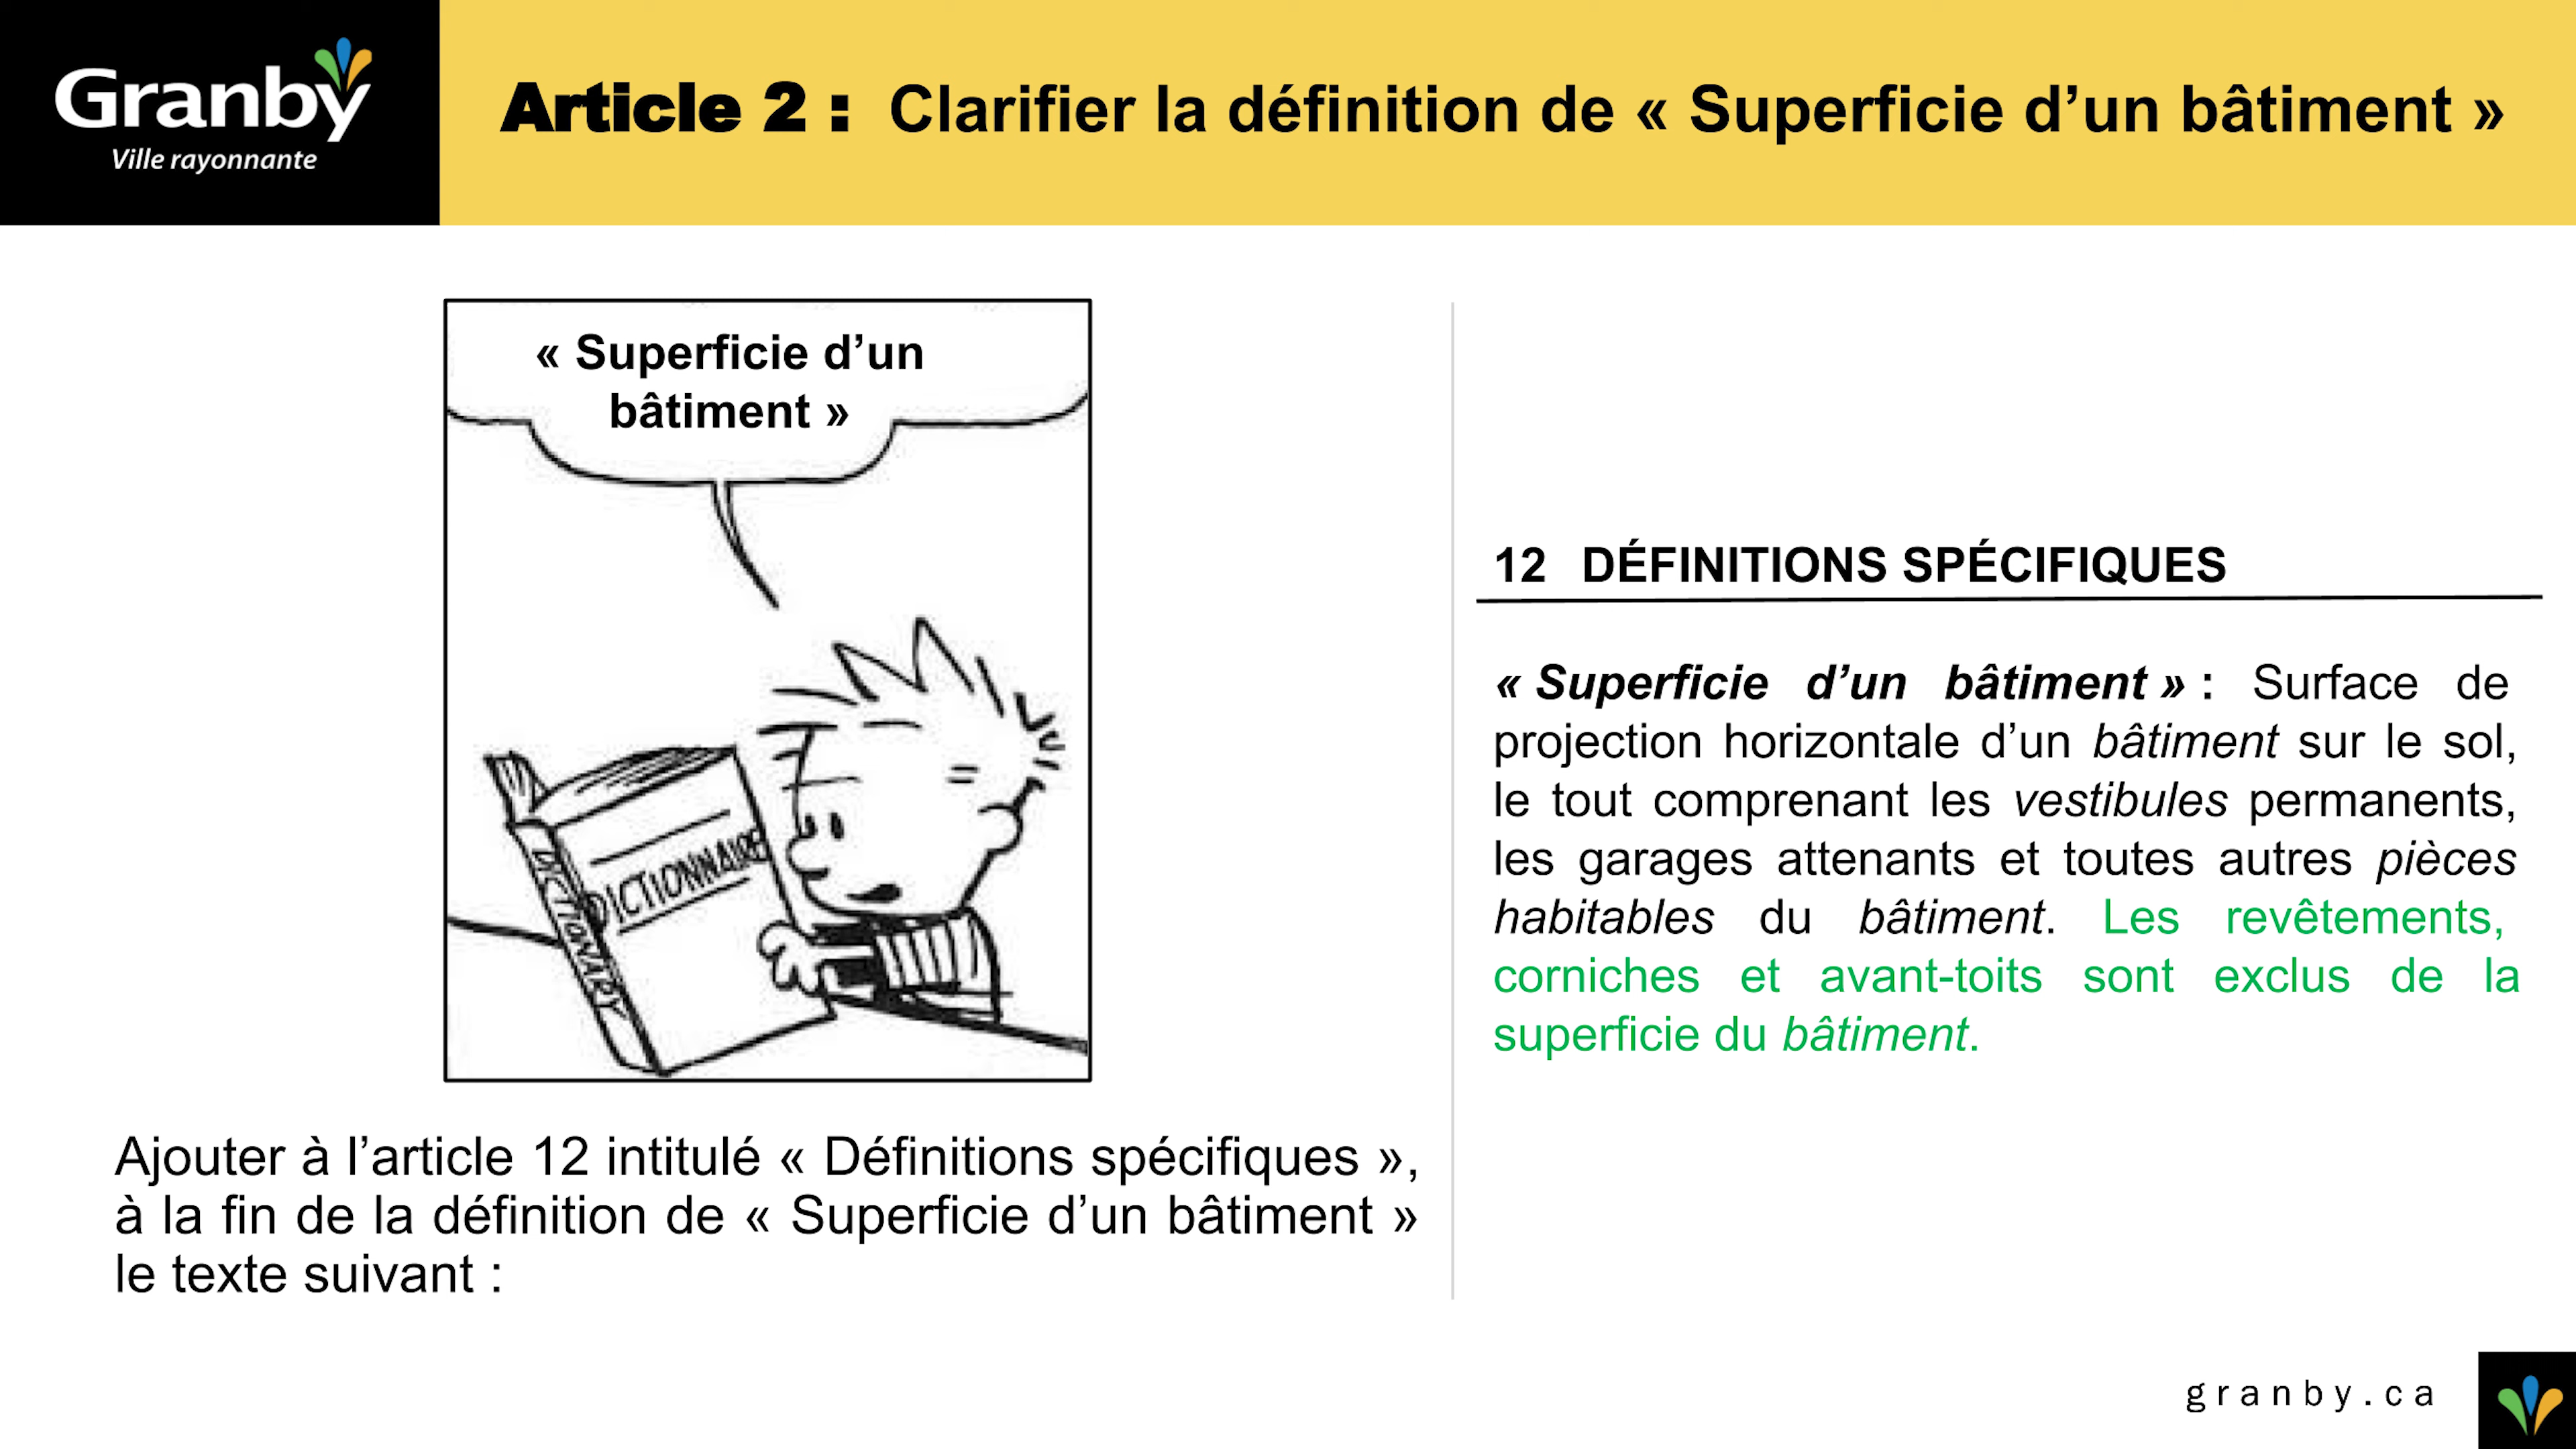 Granby
Ville rayonnante
Article 2 : Clarifier la définition de « Superficie d’un bâtiment »
« Superficie d’un
bâtiment »
DICTIONNAIRE
DICTIONARY
Ajouter à l’article 12 intitulé « Définitions spécifiques »,
à la fin de la définition de « Superficie d’un bâtiment »
le texte suivant :
12 DÉFINITIONS SPÉCIFIQUES
« Superficie d’un bâtiment » : Surface de
projection horizontale d’un bâtiment sur le sol,
le tout comprenant les vestibules permanents,
les garages attenants et toutes autres pièces
habitables du bâtiment. Les revêtements,
corniches et avant-toits sont exclus de la
superficie du bâtiment.
granby.ca